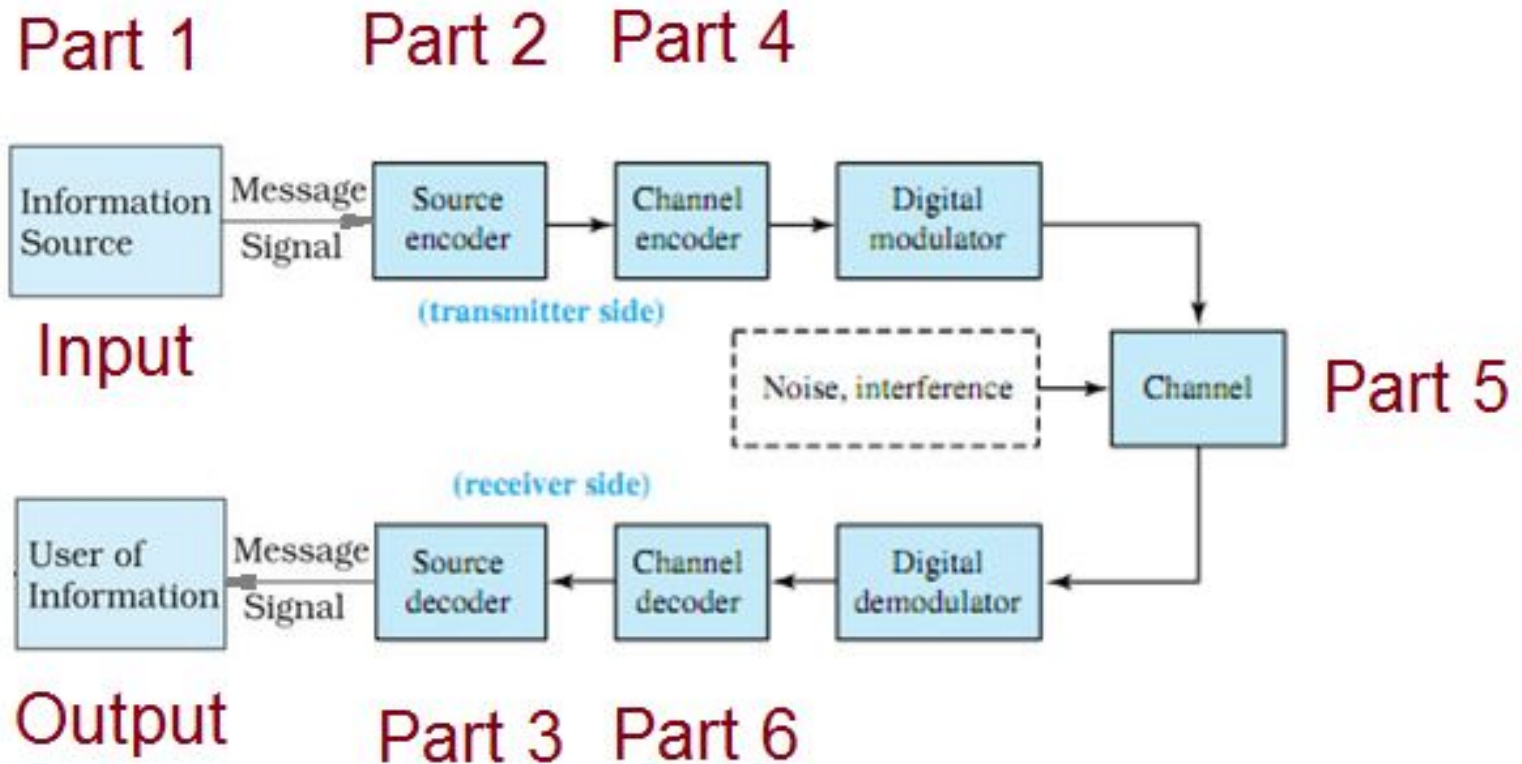 Part 1
Part 2
Part 4
Information
Source
Message
Signal
Source
encoder
Channel
encoder
Digital
modulator
(transmitter side)
Input
Noise, interference
Channel
Part 5
(receiver side)
User of
Information
Message
Signal
Source
decoder
Channel
decoder
Digital
demodulator
Output
Part 3
Part 6